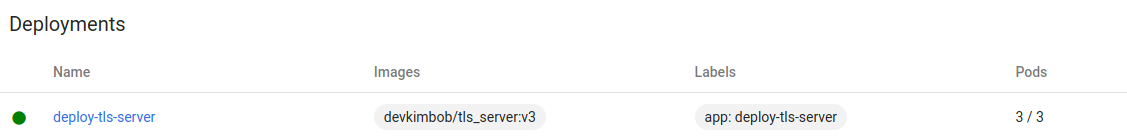 Deployments
Name Images Labels Pods
deploy-tls-server devkimbob/tls_server:v3 app: deploy-tls-server 3 / 3